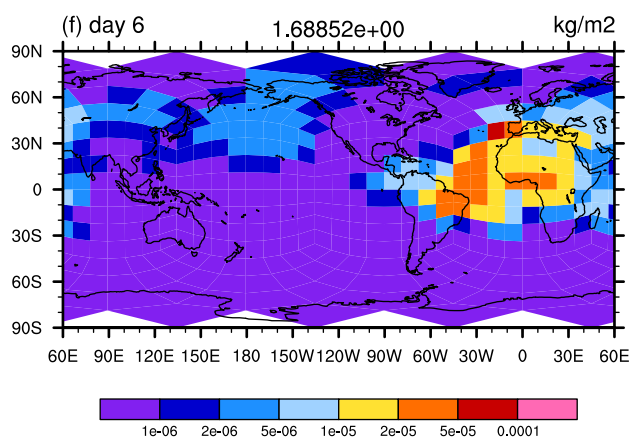 (f) day 6 1.68852e+00 kg/m2
90N
60N
30N
0
30S
60S
90S
60E 90E 120E 150E 180 150W 120W 90W 60W 30W 0 30E 60E
1e-06 2e-06 5e-06 1e-05 2e-05 5e-05 0.0001